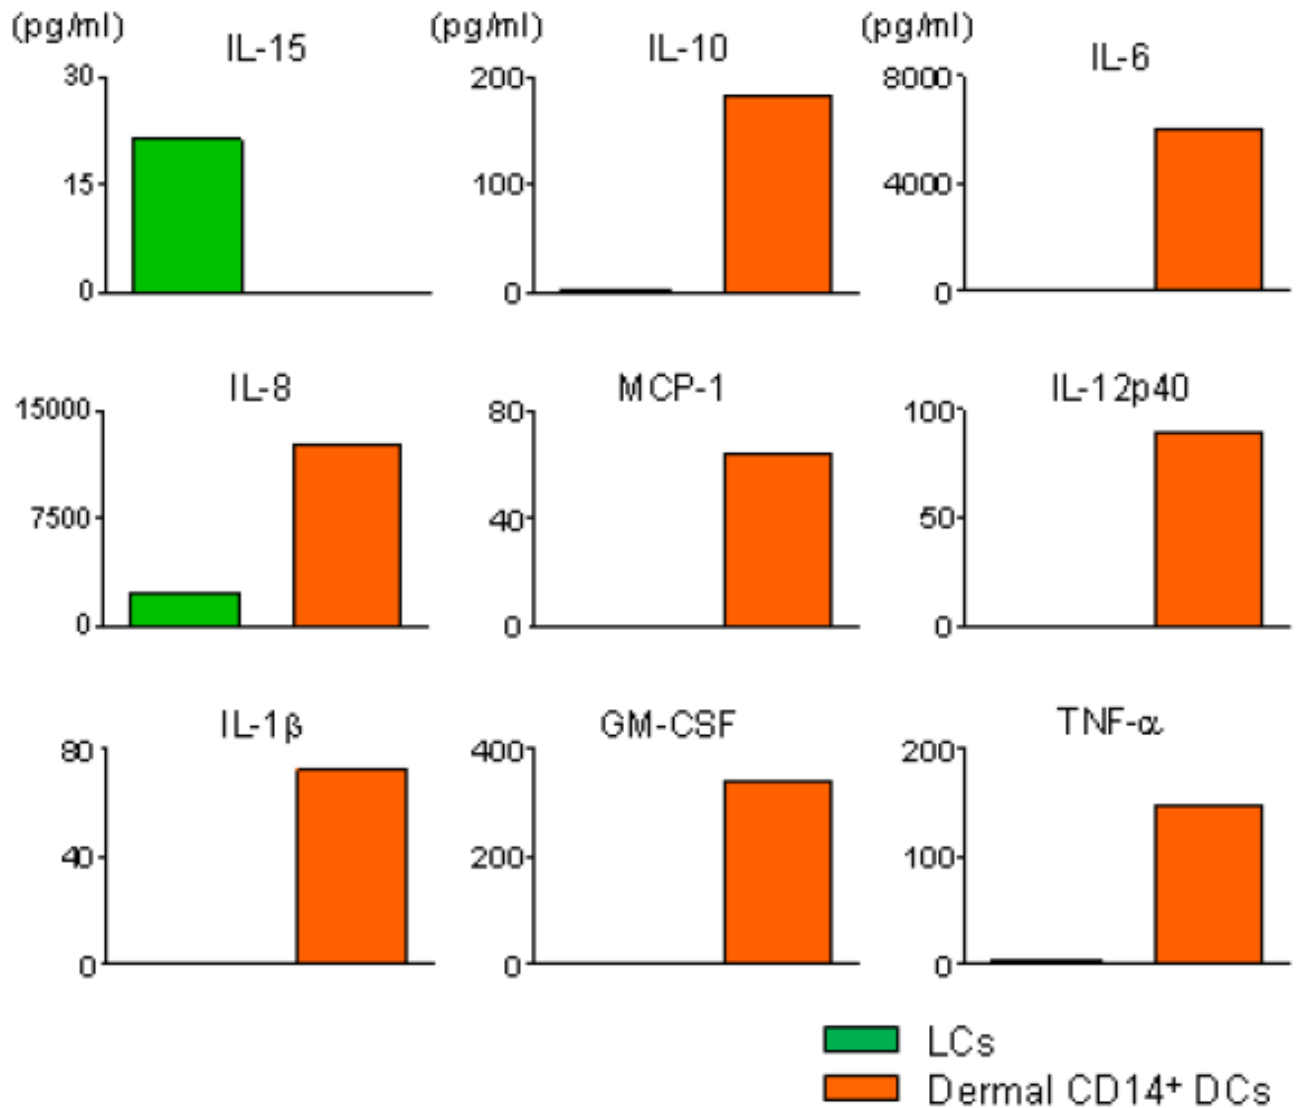 (pg/ml) IL-15
30
15
0
(pg/ml) IL-10
200
100
0
(pg/ml) IL-6
8000
4000
0
IL-8
15000
7500
0
MCP-1
80
40
0
IL-12p40
100
50
0
IL-1β
80
40
0
GM-CSF
400
200
0
TNF-α
200
100
0
LCs
Dermal CD14⁺ DCs